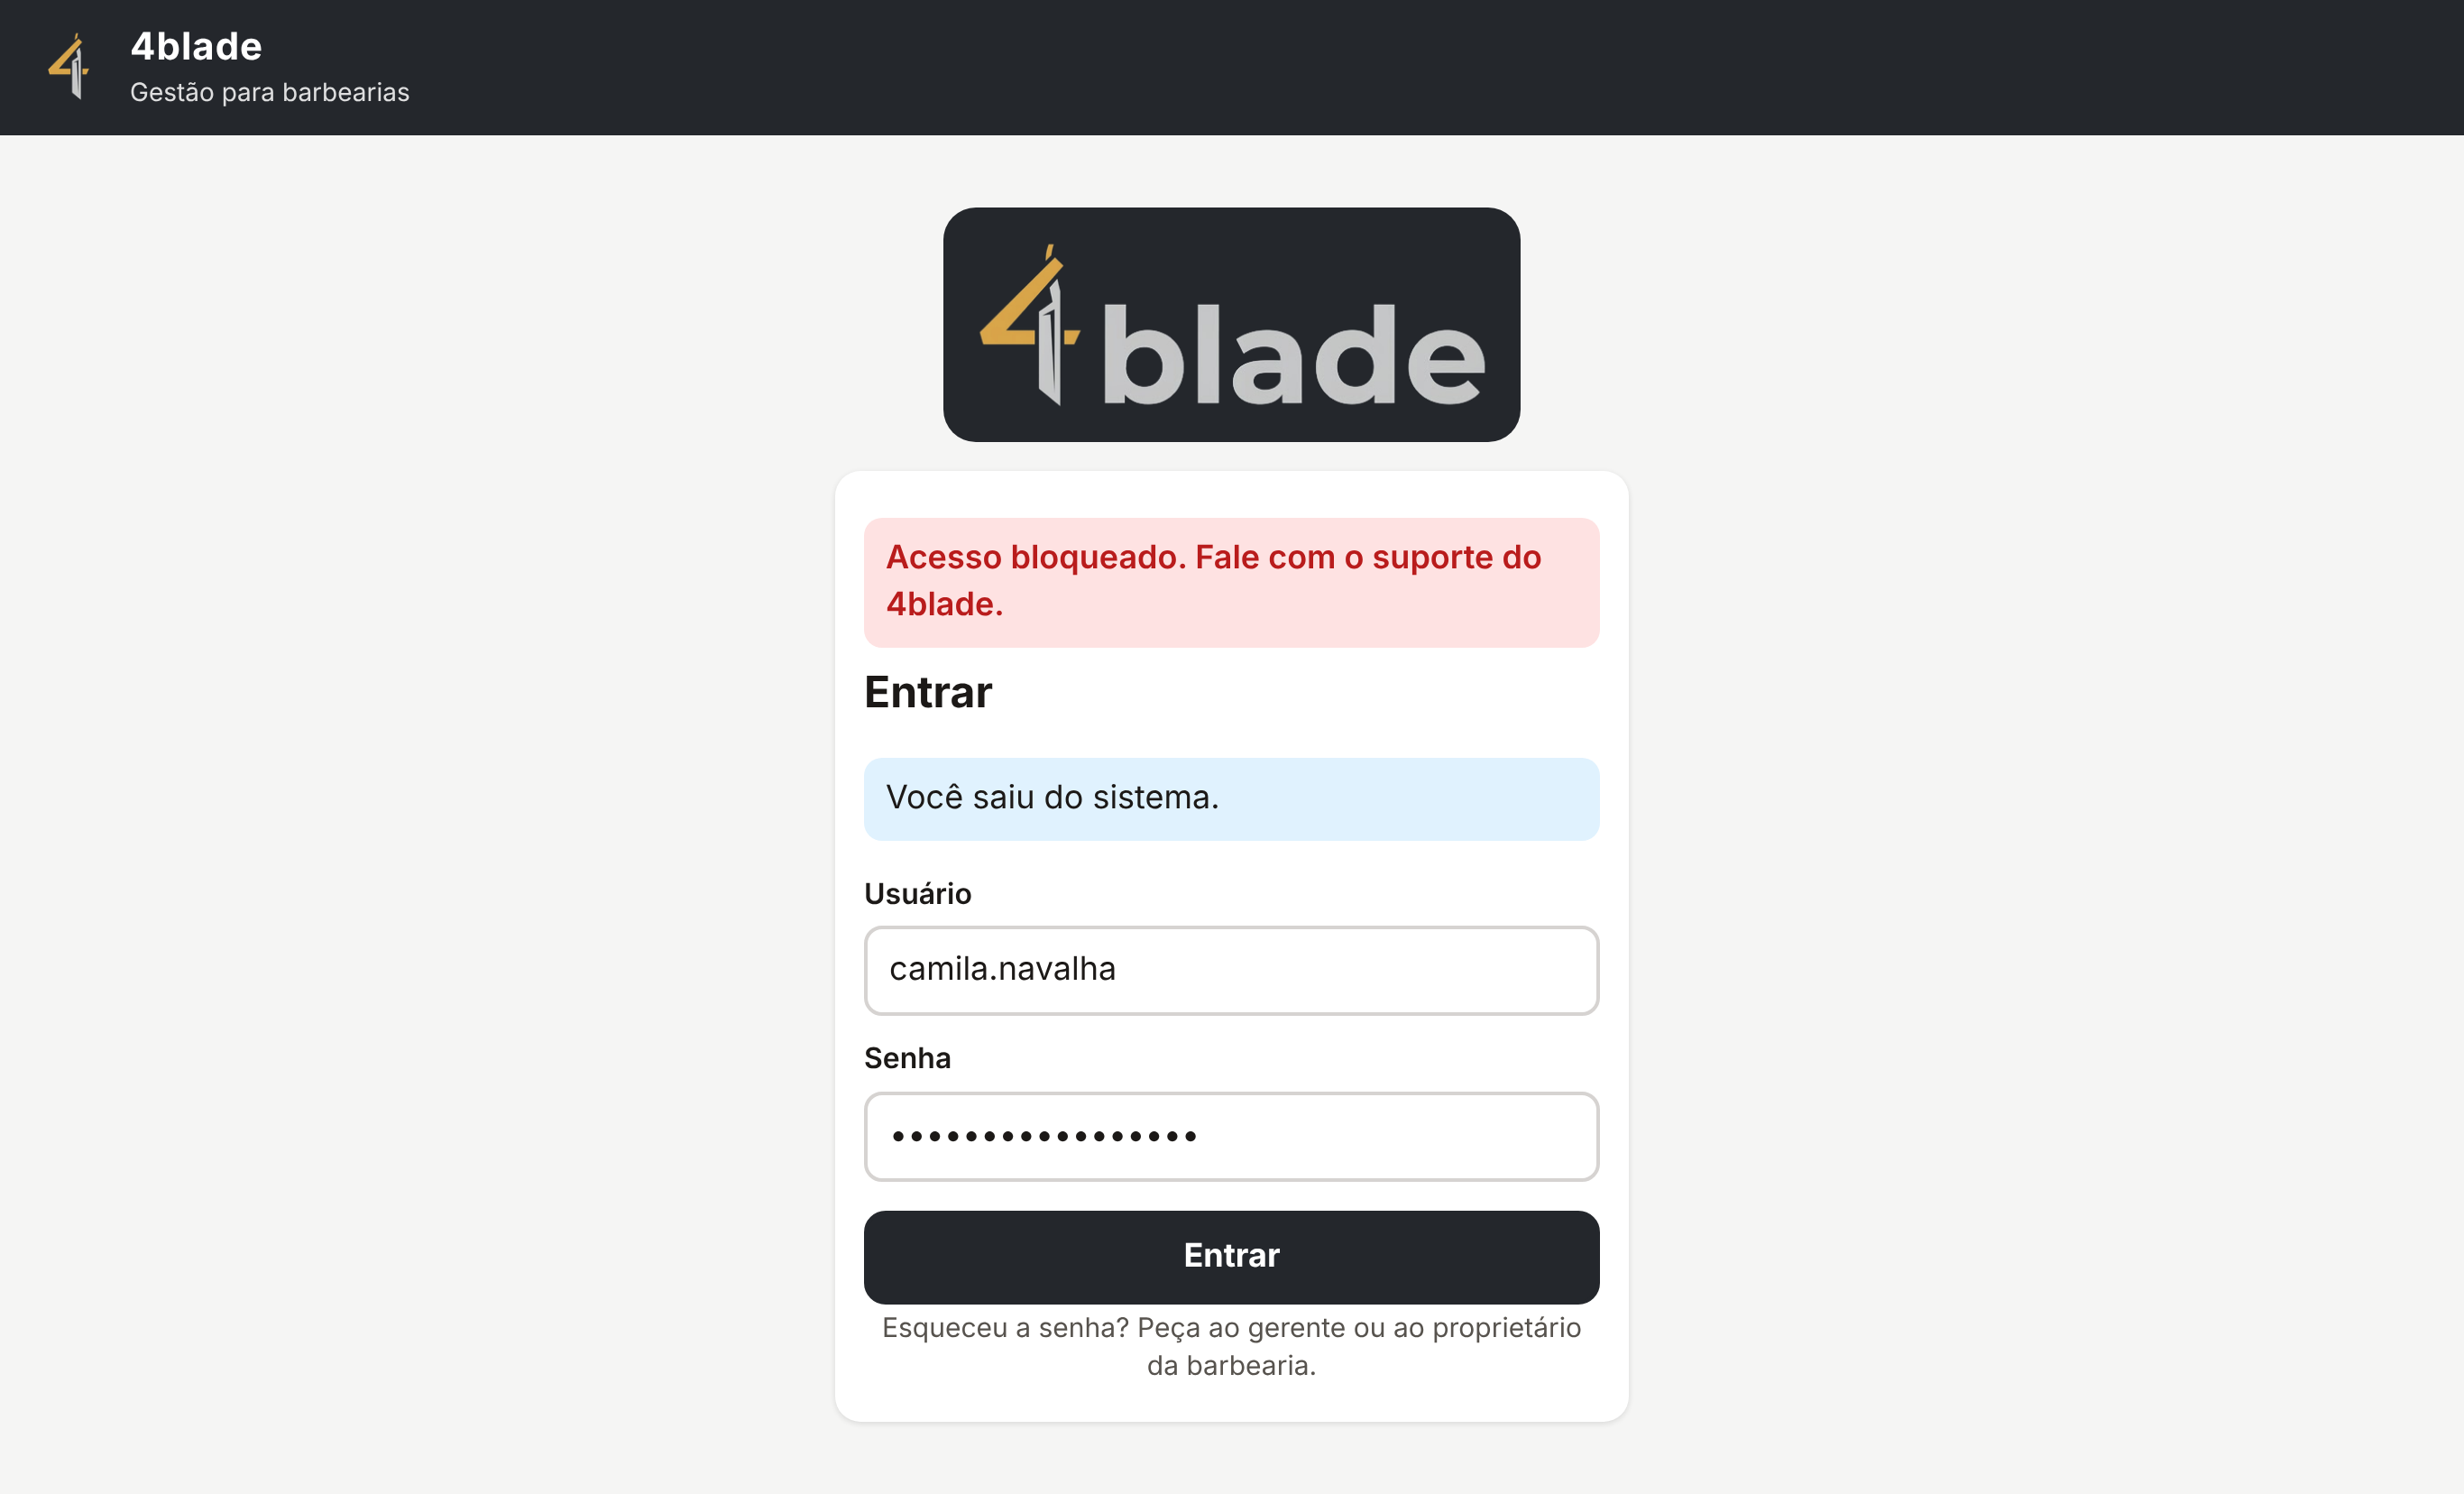 4blade
Gestão para barbearias
4blade
Acesso bloqueado. Fale com o suporte do
4blade.
Entrar
Você saiu do sistema.
Usuário
camila.navalha
Senha
•••••••••••••••••
Entrar
Esqueceu a senha? Peça ao gerente ou ao proprietário
da barbearia.